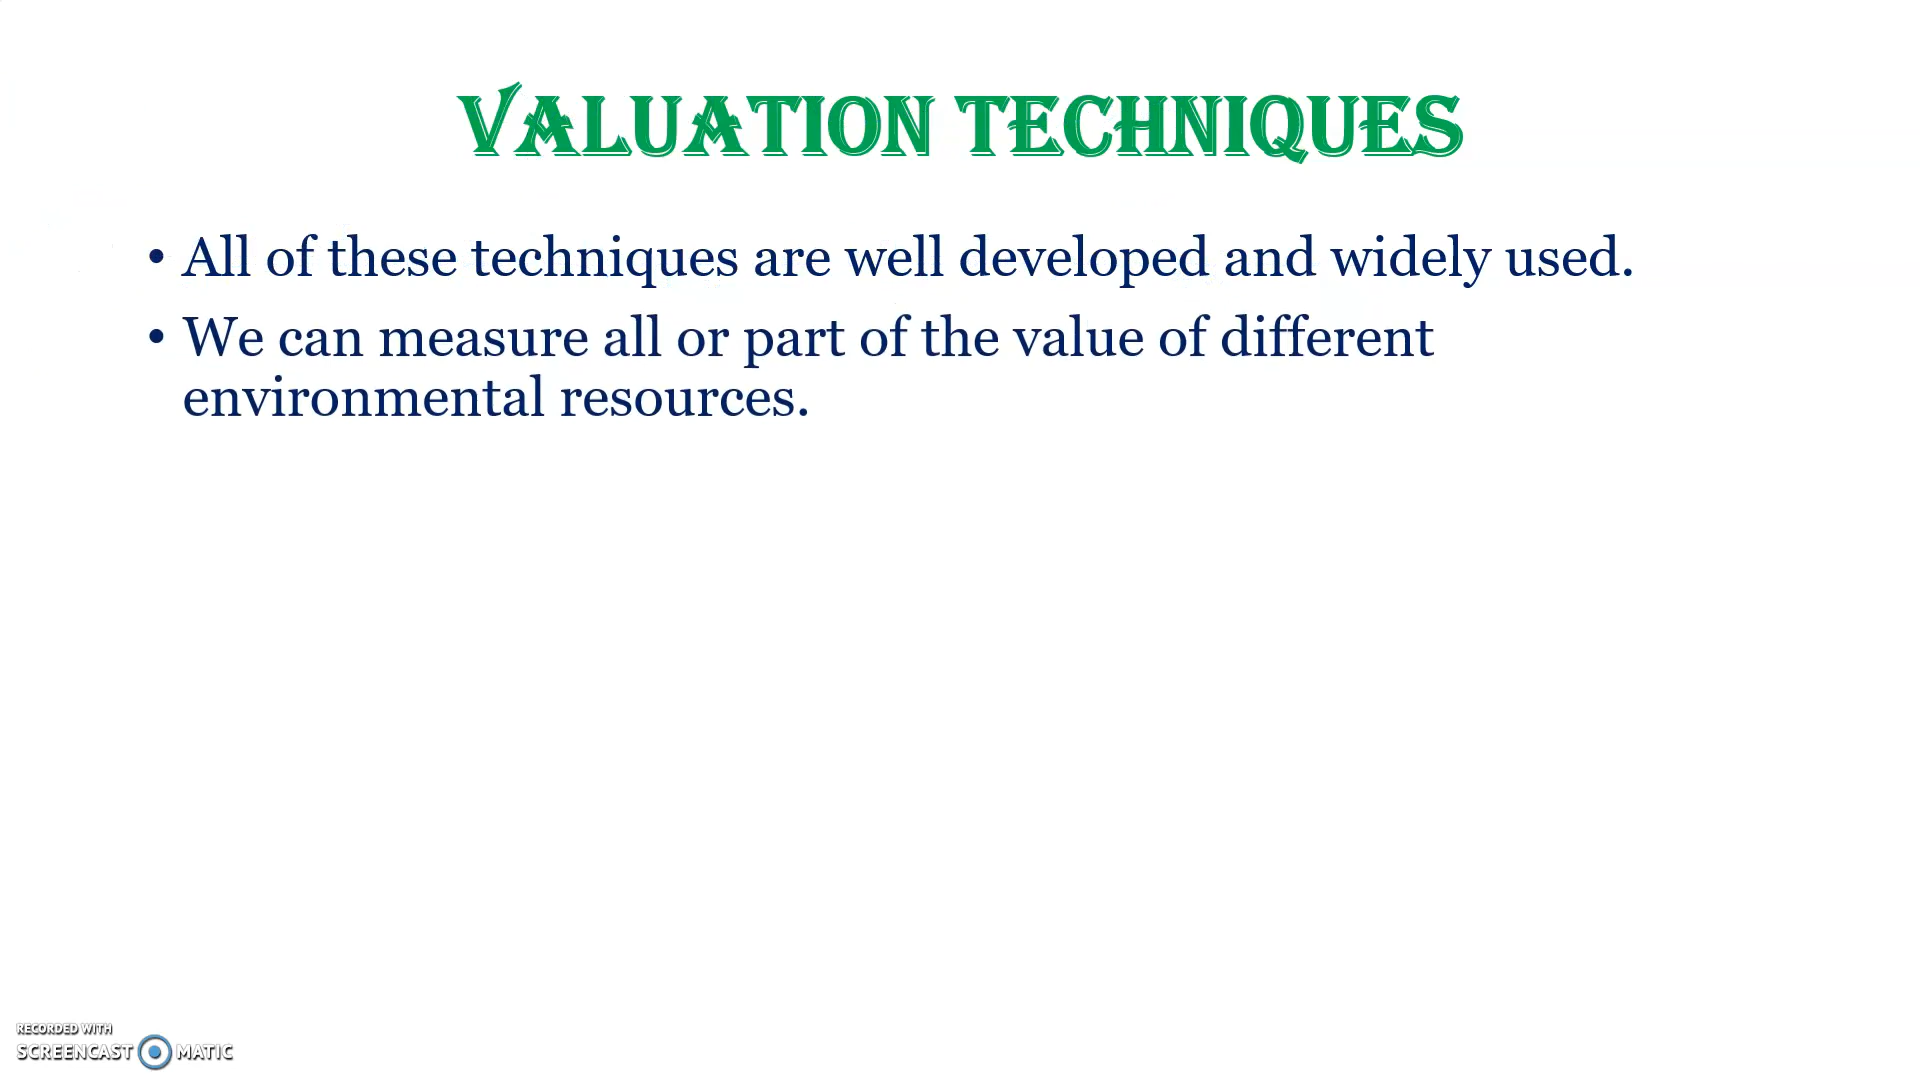 VALUATION TECHNIQUES
• All of these techniques are well developed and widely used.
• We can measure all or part of the value of different
environmental resources.
RECORDED WITH
SCREENCAST MATIC